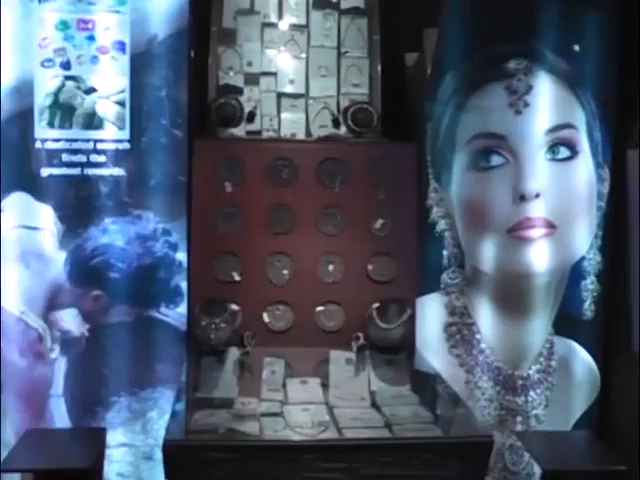 A dedicated search
finds the
greatest rewards.